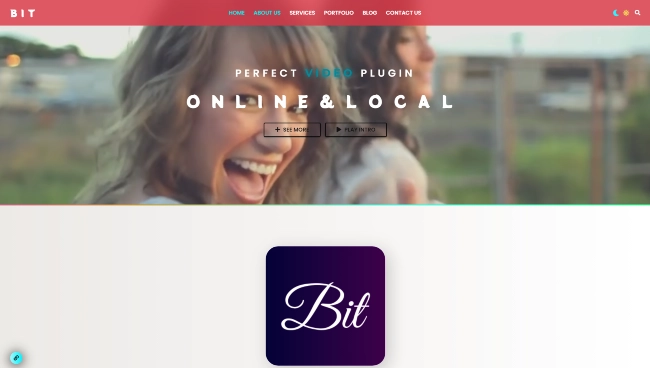 BIT
HOME ABOUT US SERVICES PORTFOLIO BLOG CONTACT US
PERFECT VIDEO PLUGIN
ONLINE&LOCAL
SEE MORE PLAY INTRO
Bit